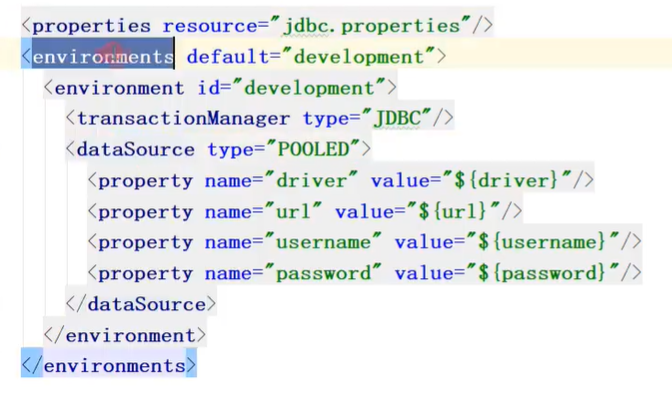 <properties resource="jdbc.properties"/>
<environments default="development">
<environment id="development">
<transactionManager type="JDBC"/>
<dataSource type="POOLED">
<property name="driver" value="${driver}"/>
<property name="url" value="${url}"/>
<property name="username" value="${username}"/>
<property name="password" value="${password}"/>
</dataSource>
</environment>
</environments>